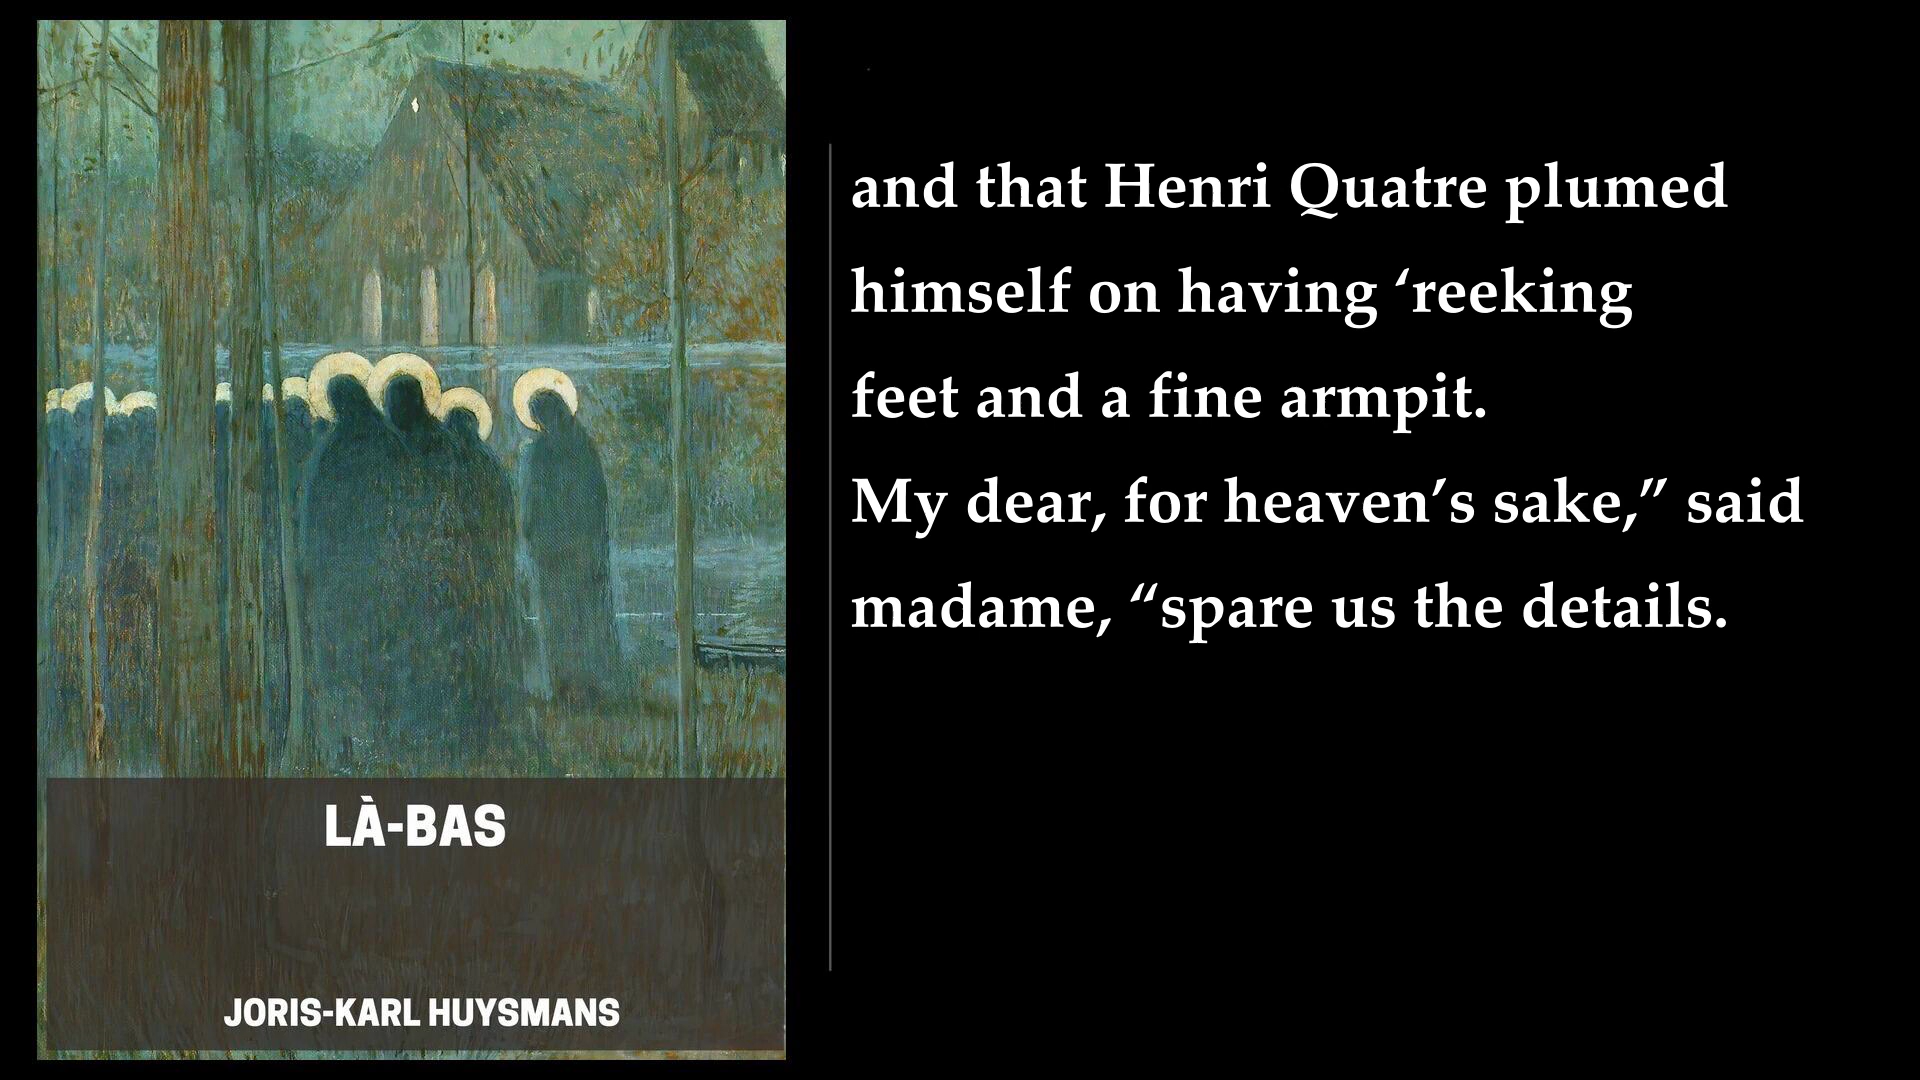 LÀ-BAS
JORIS-KARL HUYSMANS
and that Henri Quatre plumed
himself on having ‘reeking
feet and a fine armpit.
My dear, for heaven’s sake,” said
madame, “spare us the details.